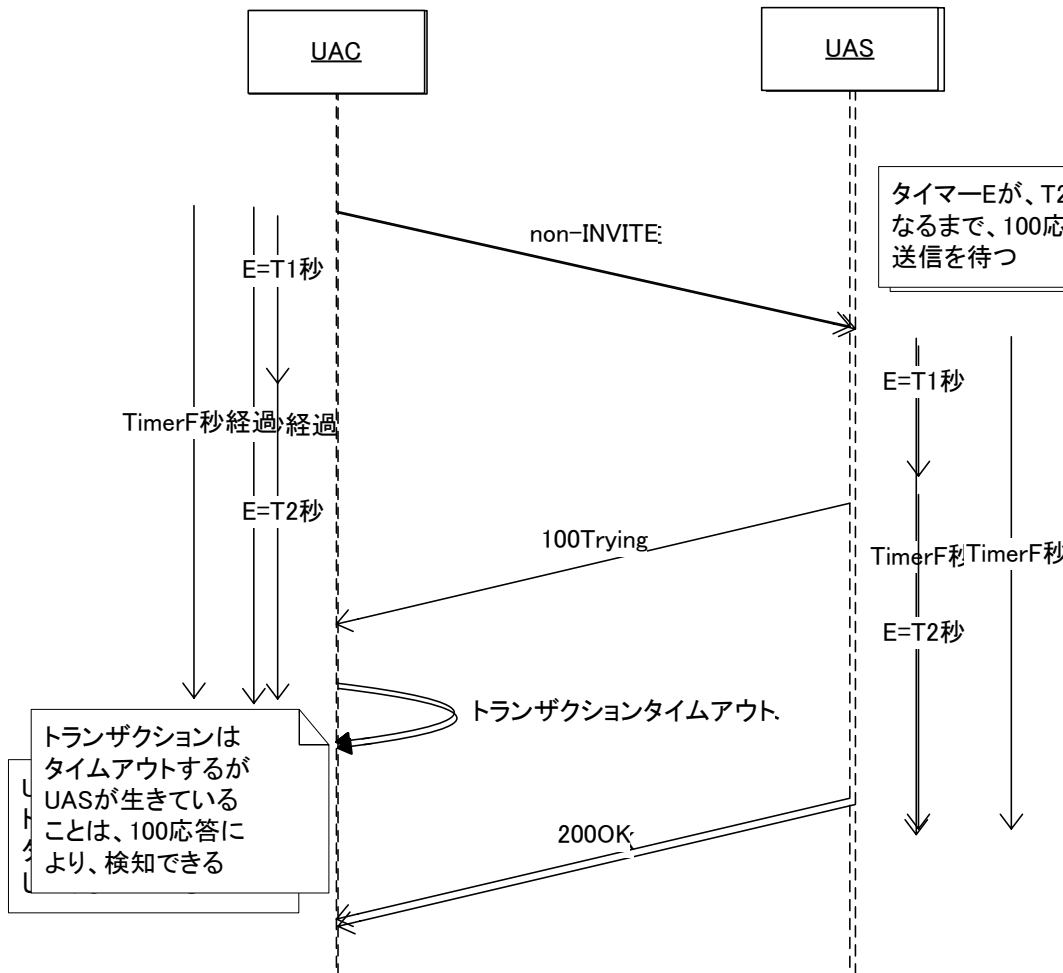 UAC
UAS
タイマーEが、T2
なるまで、100応
送信を待つ
non-INVITE
E=T1秒
E=T1秒
TimerF秒経過
経過
E=T2秒
100Trying
TimerF秒
TimerF秒
E=T2秒
トランザクションタイムアウト
トランザクションは
タイムアウトするが
UASが生きている
ことは、100応答に
より、検知できる
200OK